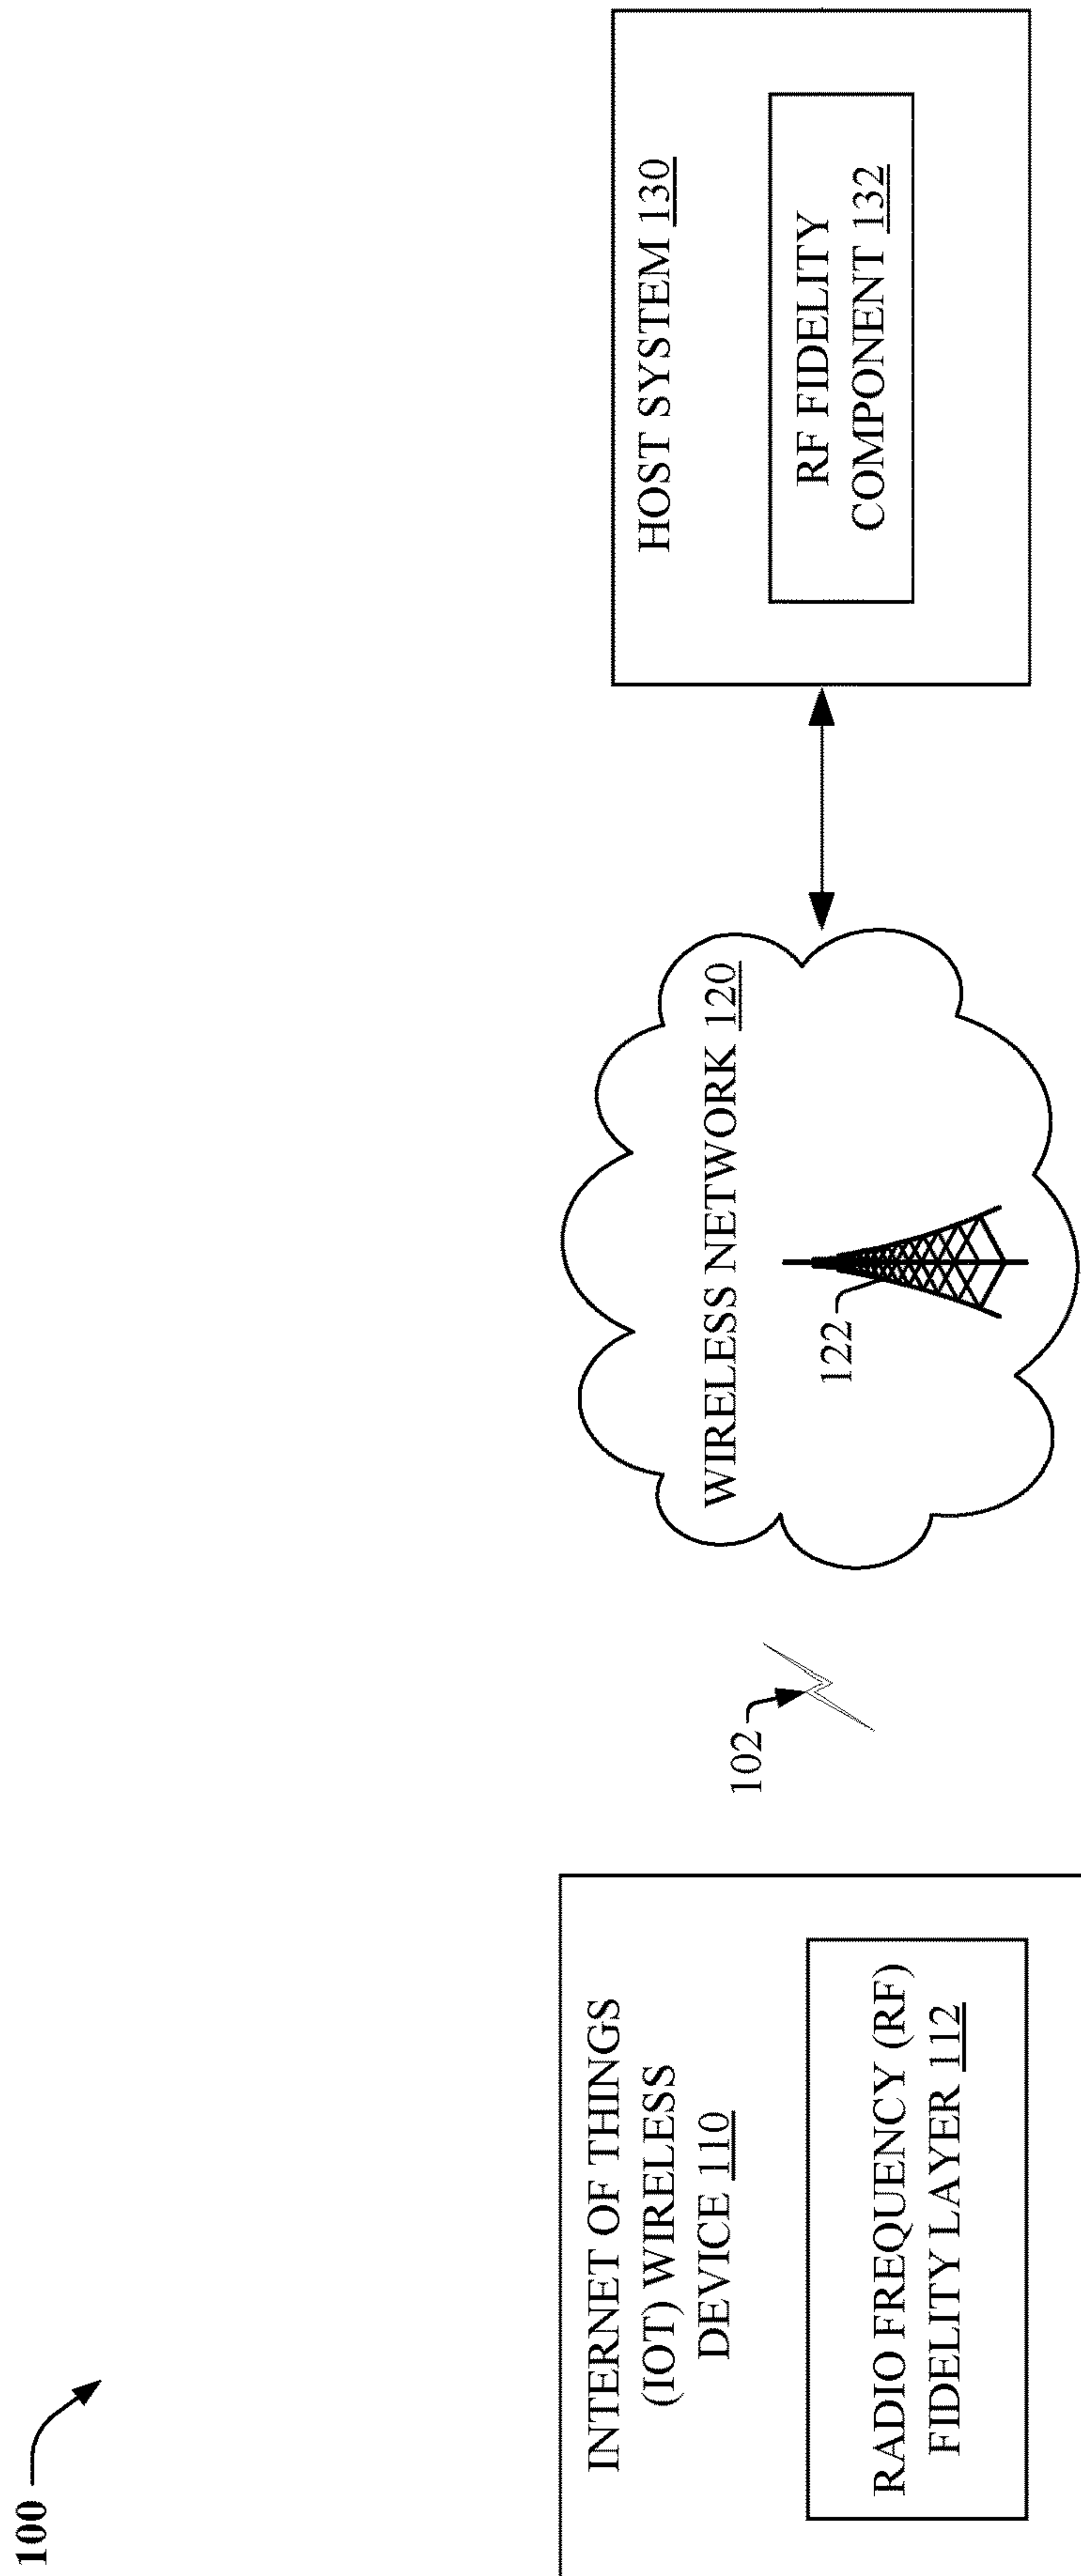 100
INTERNET OF THINGS
(IOT) WIRELESS
DEVICE 110
RADIO FREQUENCY (RF)
FIDELITY LAYER 112
102
WIRELESS NETWORK 120
122
HOST SYSTEM 130
RF FIDELITY
COMPONENT 132